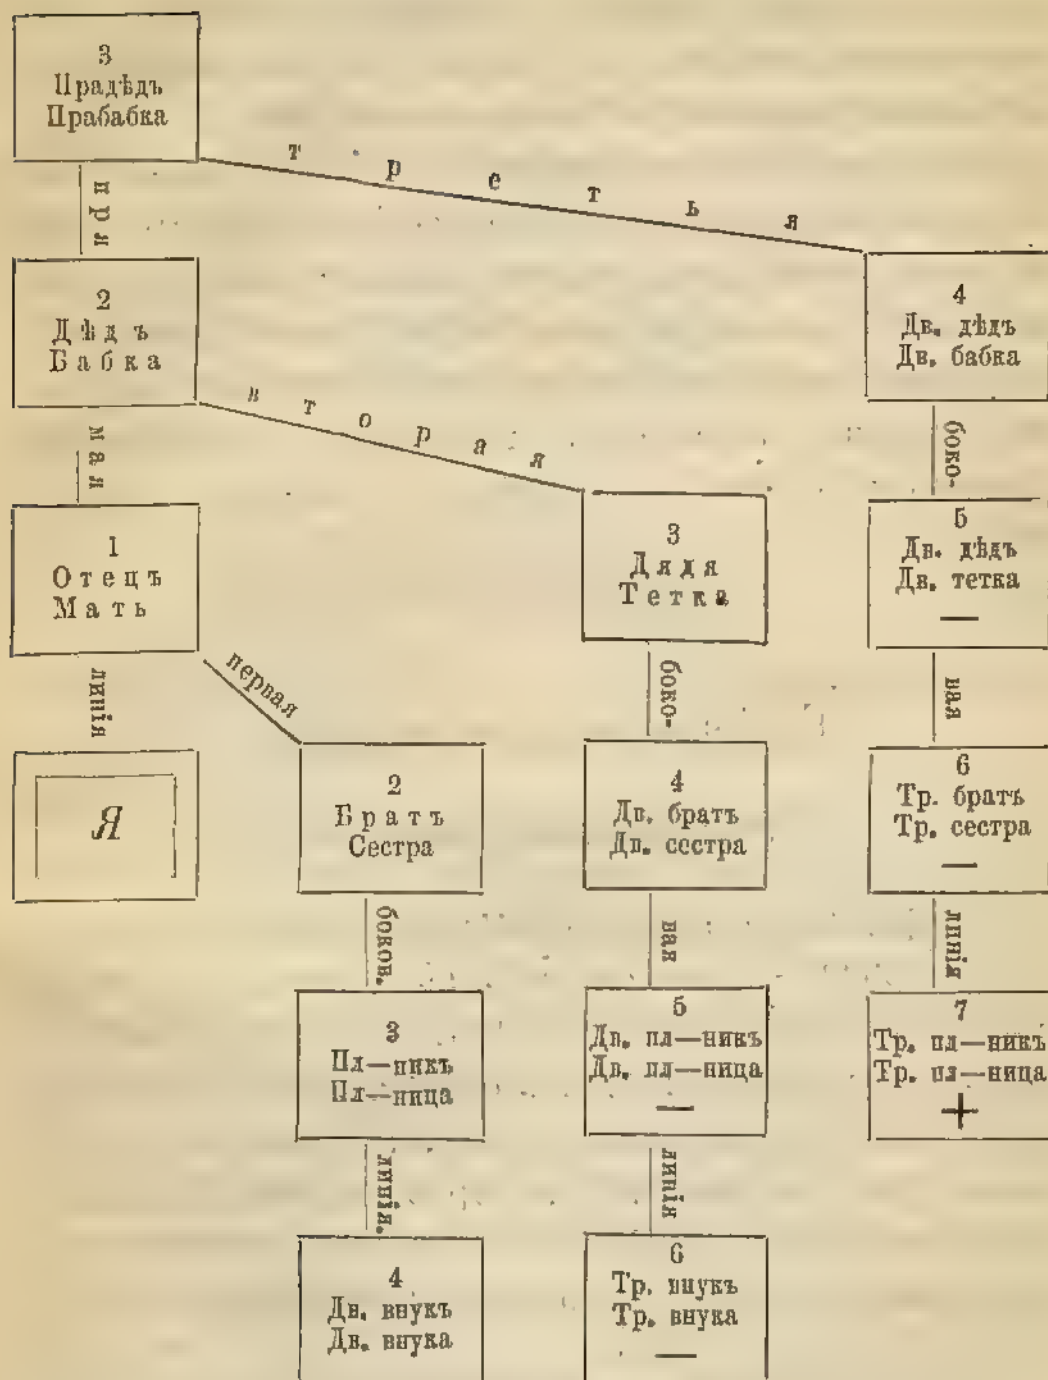 3
Прадѣдъ
Прабабка
третья
пря
2
Дѣдъ
Бабка
4
Дв. дѣдъ
Дв. бабка
вторая
мая
боко-
1
Отецъ
Мать
3
Дядя
Тетка
5
Дв. дѣдъ
Дв. тетка
—
линія
первая
боко-
вая
Я
2
Братъ
Сестра
4
Дв. братъ
Дв. сестра
6
Тр. братъ
Тр. сестра
—
боков.
вая
линія
3
Пл—никъ
Пл—ница
5
Дв. пл—никъ
Дв. пл—ница
—
7
Тр. пл—никъ
Тр. пл—ница
+
линія.
линія
4
Дв. внукъ
Дв. внука
6
Тр. внукъ
Тр. внука
—